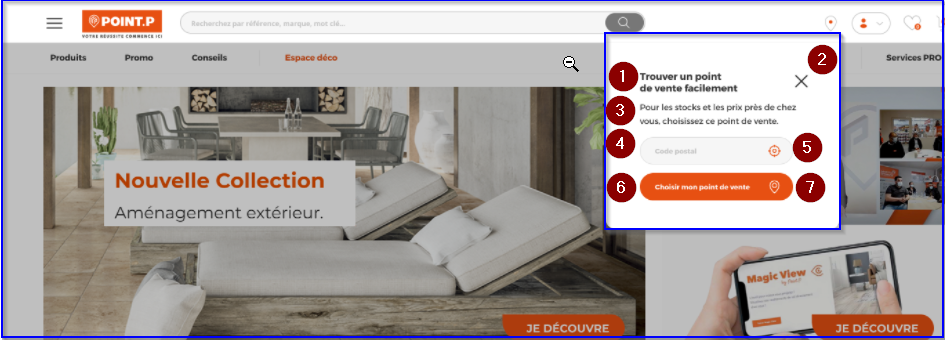 POINT.P
VOTRE RÉUSSITE COMMENCE ICI
Recherchez par référence, marque, mot clé...
Produits
Promo
Conseils
Espace déco
Services PRO
1
2
Trouver un point
de vente facilement
3
Pour les stocks et les prix près de chez
vous, choisissez ce point de vente.
4
Code postal
5
6
Choisir mon point de vente
7
Nouvelle Collection
Aménagement extérieur.
JE DÉCOUVRE
Magic View
by Point.P
JE DÉCOUVRE